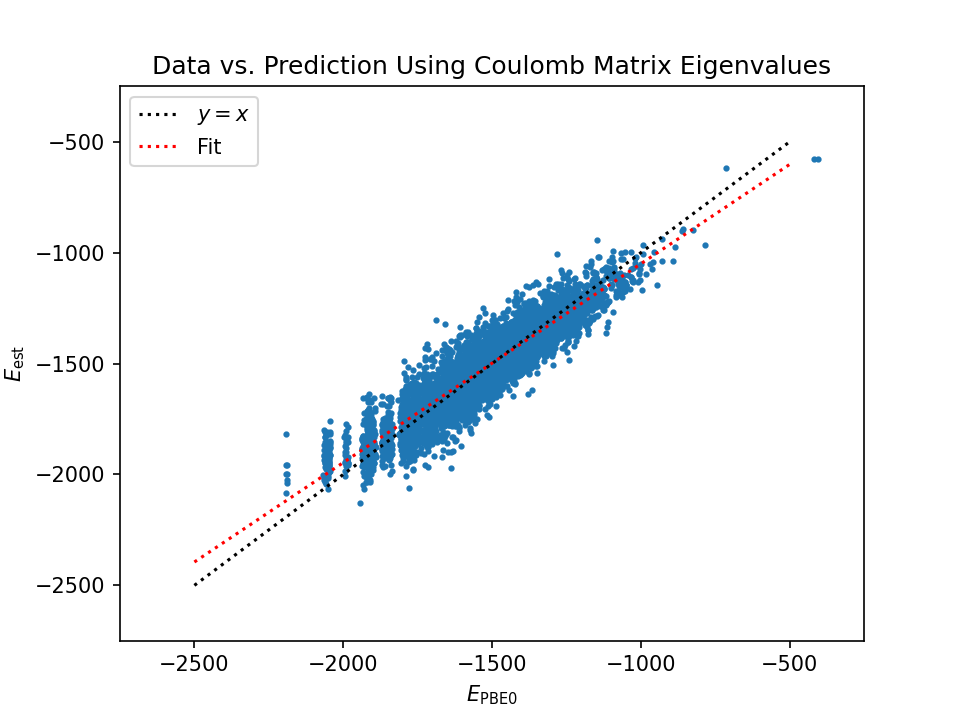 Data vs. Prediction Using Coulomb Matrix Eigenvalues
y = x
Fit
−500
−1000
−1500
−2000
−2500
E_est
−2500 −2000 −1500 −1000 −500
E_PBE0